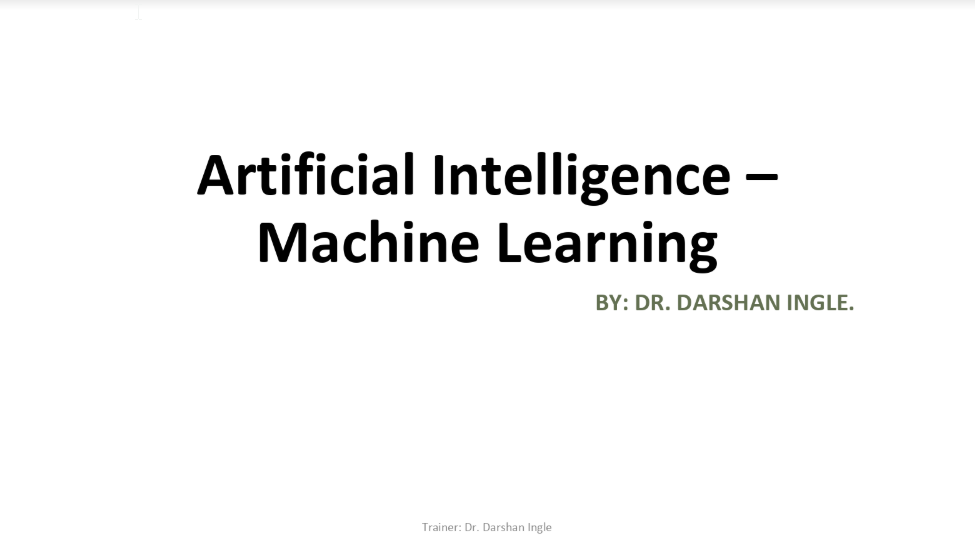 Artificial Intelligence –
Machine Learning
BY: DR. DARSHAN INGLE.
Trainer: Dr. Darshan Ingle